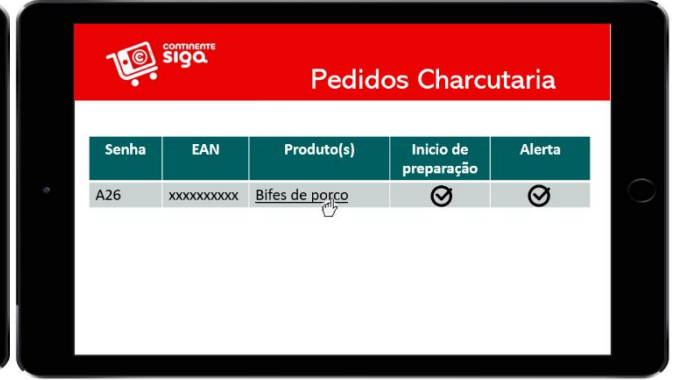 CONTINENTE
siga
Pedidos Charcutaria
Senha EAN Produto(s) Inicio de preparação Alerta
A26 xxxxxxxxxx Bifes de porco